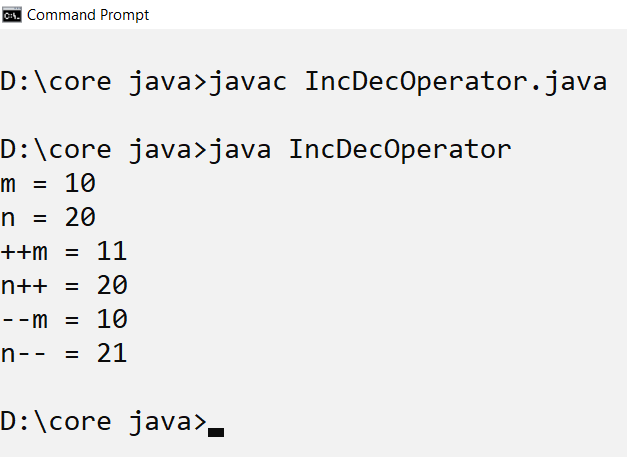 Command Prompt
D:\core java>javac IncDecOperator.java
D:\core java>java IncDecOperator
m = 10
n = 20
++m = 11
n++ = 20
--m = 10
n-- = 21
D:\core java>